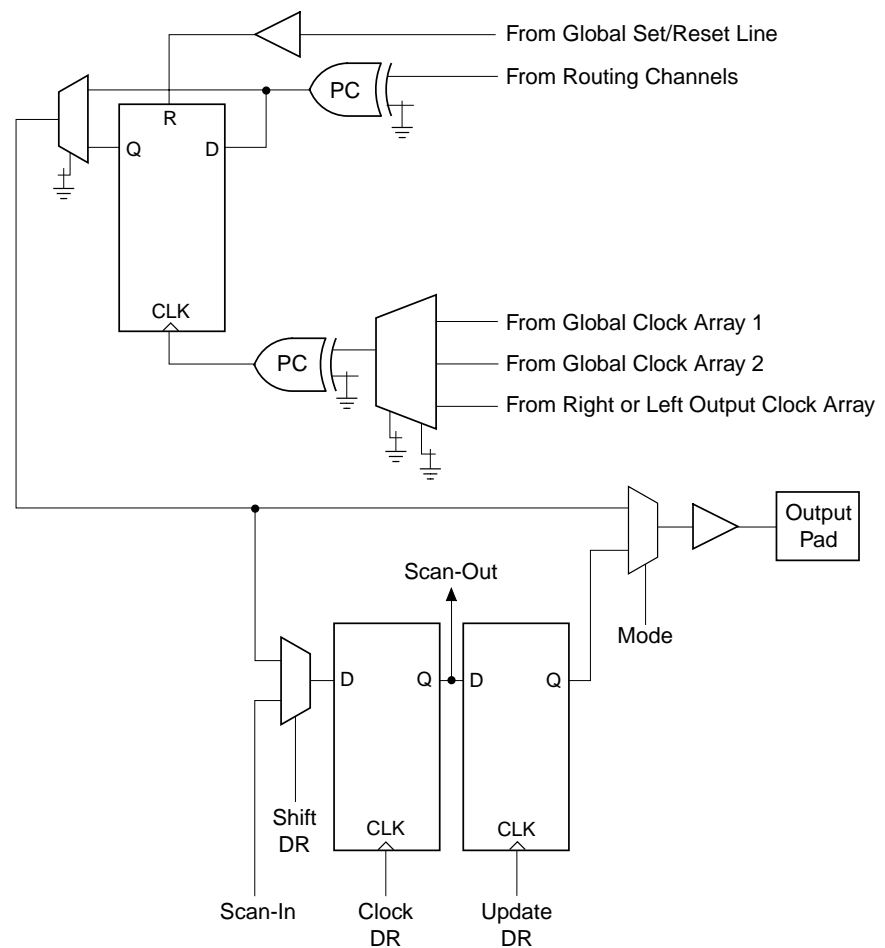 From Global Set/Reset Line
PC
From Routing Channels
R
Q
D
CLK
From Global Clock Array 1
PC
From Global Clock Array 2
From Right or Left Output Clock Array
Output
Pad
Scan-Out
Mode
D
Q
D
Q
Shift
DR
CLK
CLK
Scan-In
Clock
DR
Update
DR